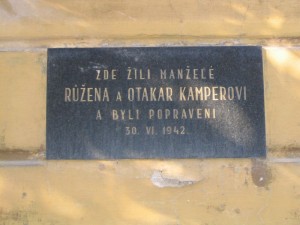 ZDE ŽILI MANŽELÉ
RŮŽENA A OTAKAR KAMPEROVI
A BYLI POPRAVENI
30. VI. 1942.